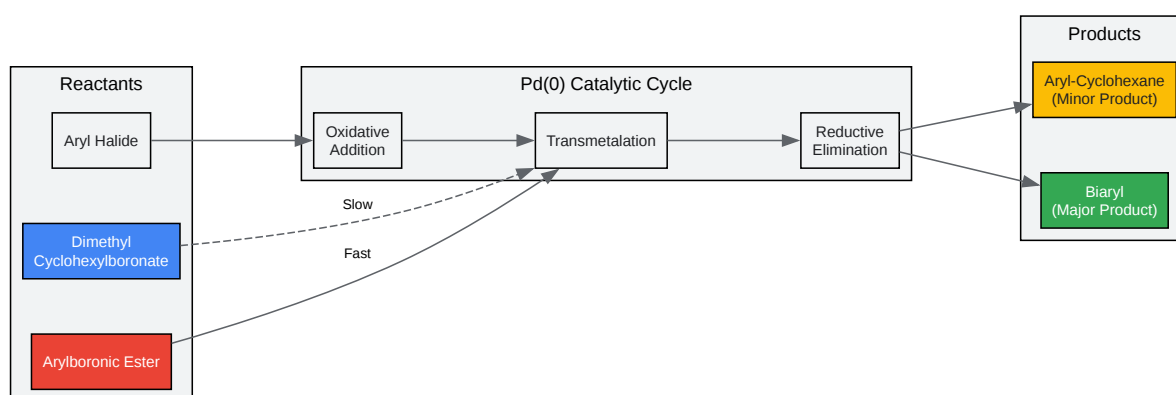 Reactants
Aryl Halide
Dimethyl
Cyclohexylboronate
Arylboronic Ester
Pd(0) Catalytic Cycle
Oxidative
Addition
Transmetalation
Reductive
Elimination
Slow
Fast
Products
Aryl-Cyclohexane
(Minor Product)
Biaryl
(Major Product)